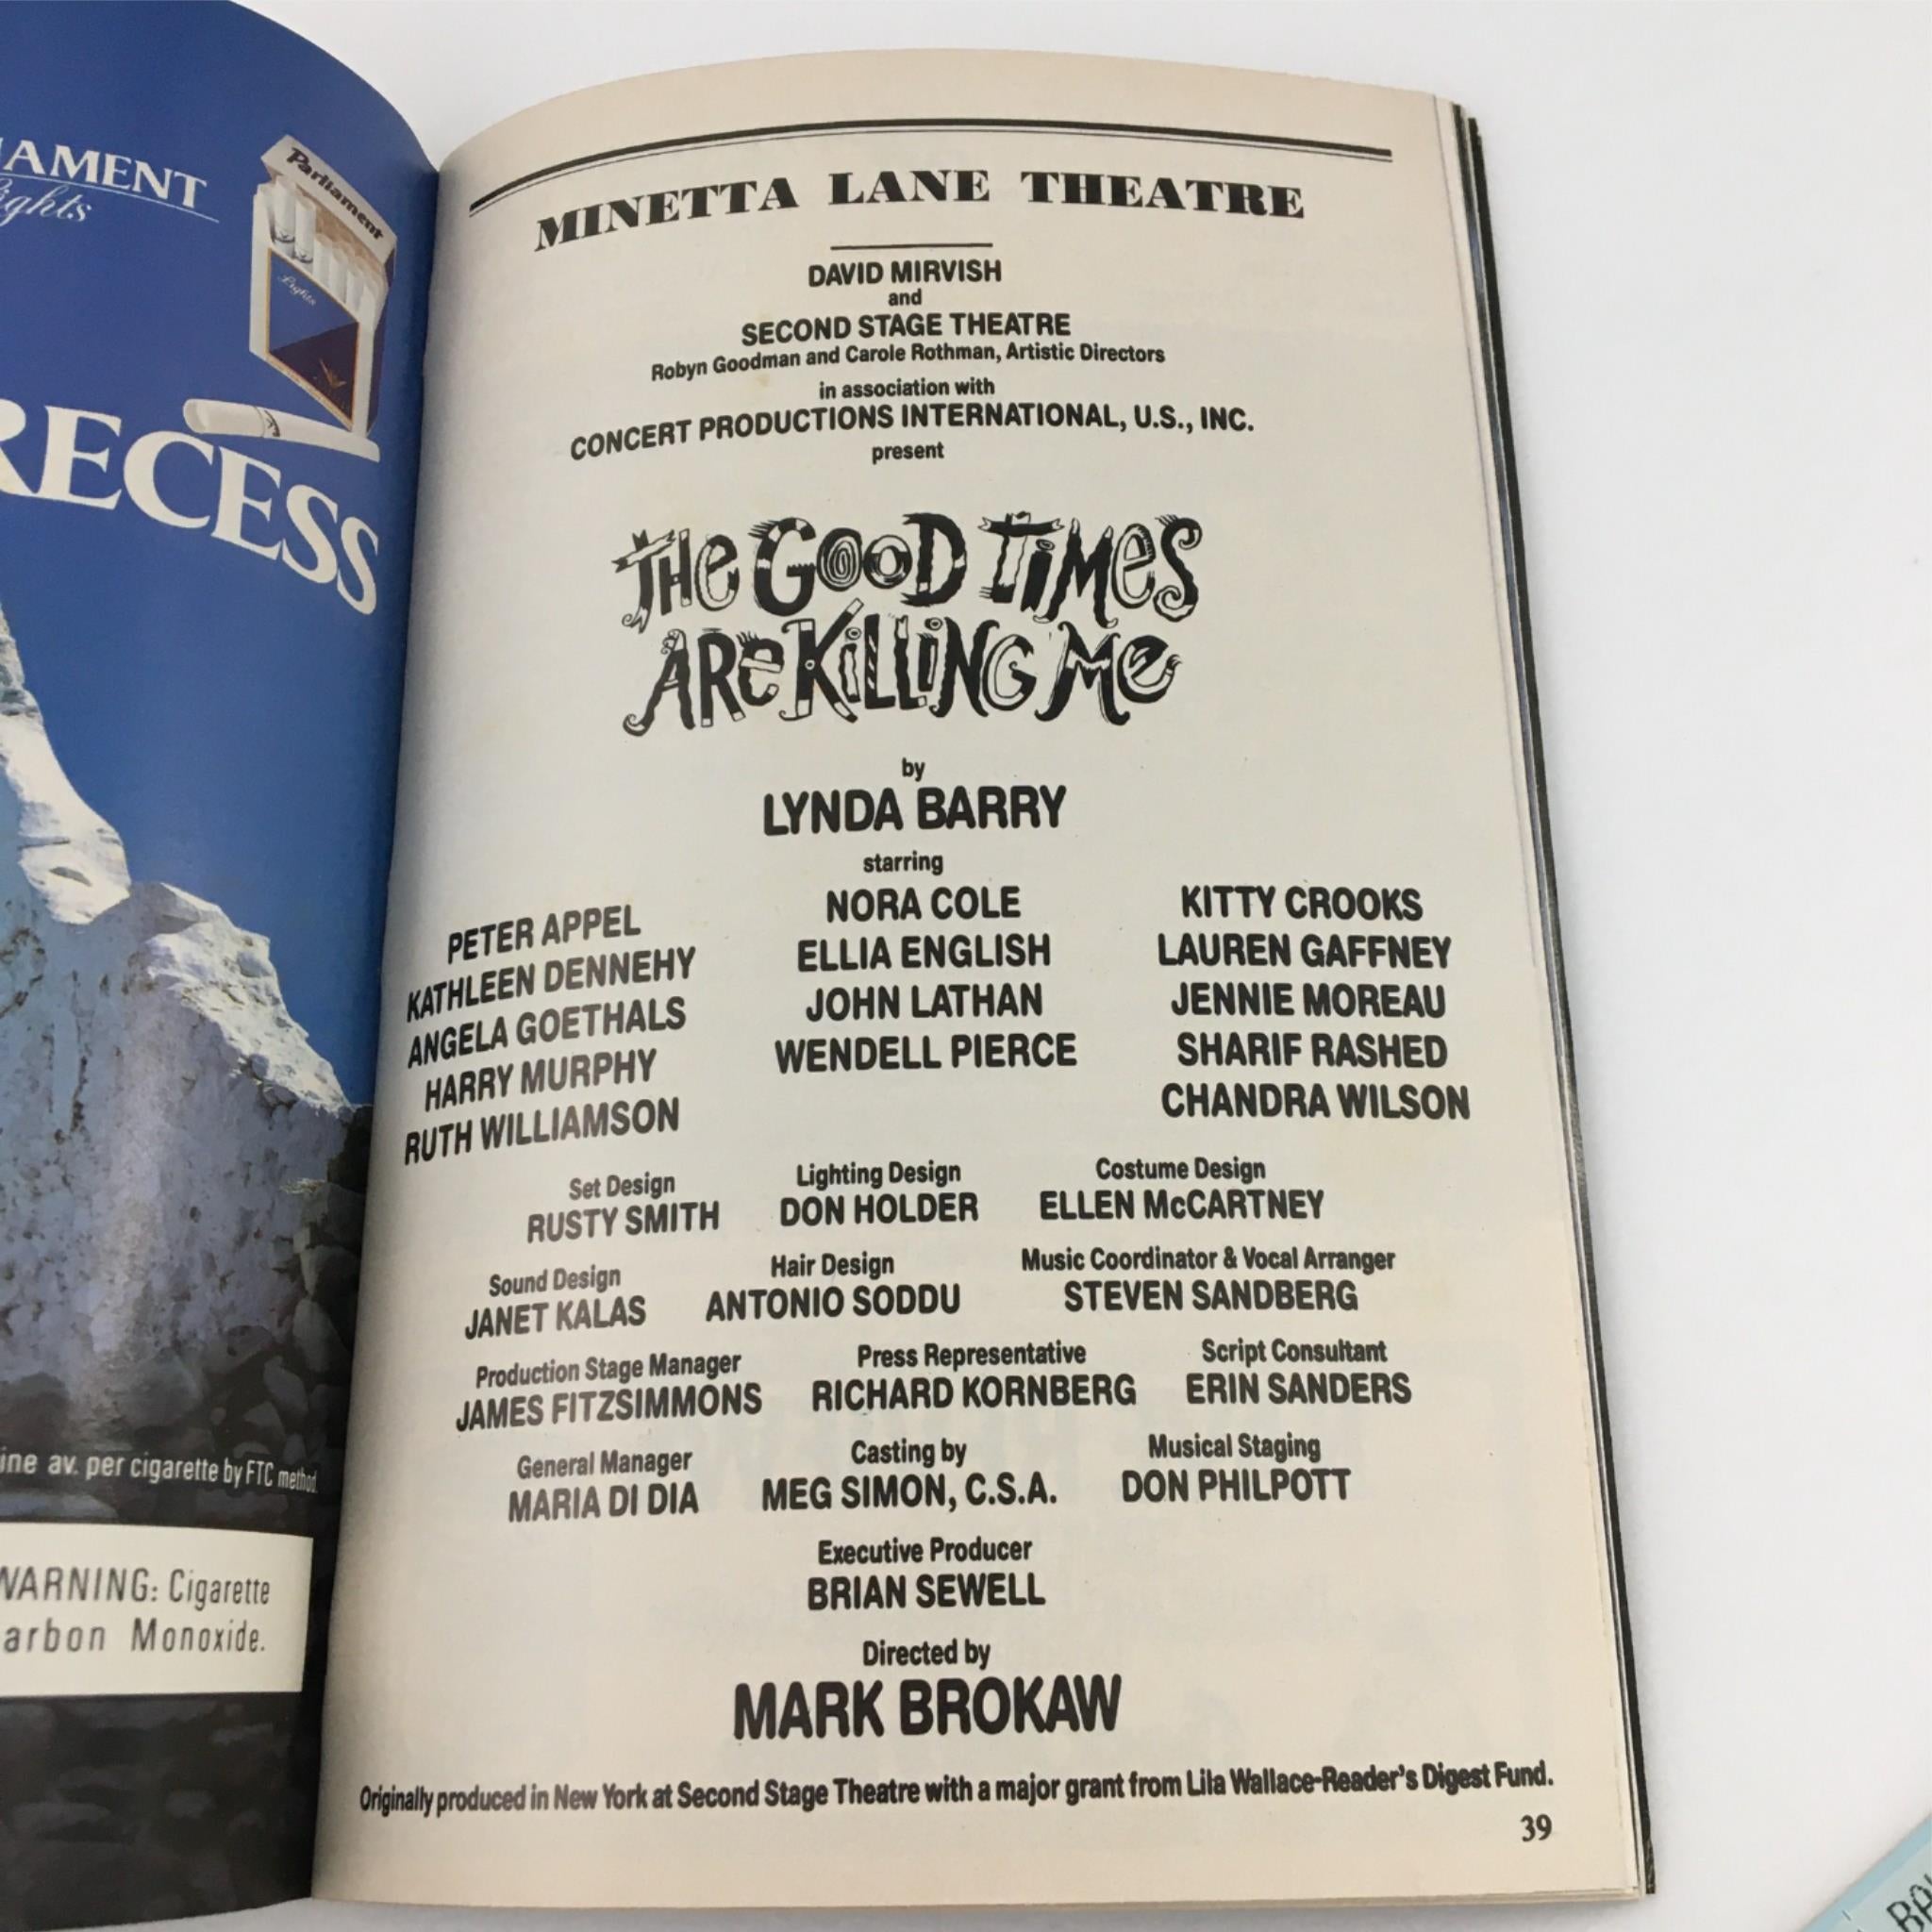 AMENT
Lights
Parliament
Lights
RECESS
ine av. per cigarette by FTC method.
WARNING: Cigarette
arbon Monoxide.
MINETTA LANE THEATRE
DAVID MIRVISH
and
SECOND STAGE THEATRE
Robyn Goodman and Carole Rothman, Artistic Directors
in association with
CONCERT PRODUCTIONS INTERNATIONAL, U.S., INC.
present
THE GOOD TIMES
ARE KILLING ME
by
LYNDA BARRY
starring
PETER APPEL
KATHLEEN DENNEHY
ANGELA GOETHALS
HARRY MURPHY
RUTH WILLIAMSON
NORA COLE
ELLIA ENGLISH
JOHN LATHAN
WENDELL PIERCE
KITTY CROOKS
LAUREN GAFFNEY
JENNIE MOREAU
SHARIF RASHED
CHANDRA WILSON
Set Design
RUSTY SMITH
Lighting Design
DON HOLDER
Costume Design
ELLEN McCARTNEY
Sound Design
JANET KALAS
Hair Design
ANTONIO SODDU
Music Coordinator & Vocal Arranger
STEVEN SANDBERG
Production Stage Manager
JAMES FITZSIMMONS
Press Representative
RICHARD KORNBERG
Script Consultant
ERIN SANDERS
General Manager
MARIA DI DIA
Casting by
MEG SIMON, C.S.A.
Musical Staging
DON PHILPOTT
Executive Producer
BRIAN SEWELL
Directed by
MARK BROKAW
Originally produced in New York at Second Stage Theatre with a major grant from Lila Wallace-Reader's Digest Fund.
39